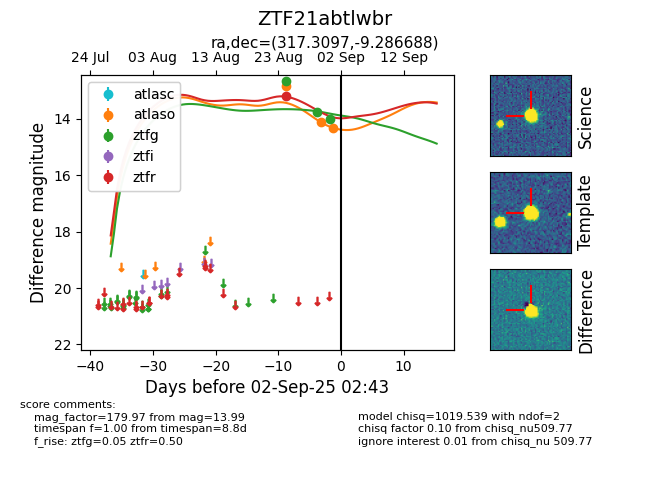 ZTF21abtlwbr
ra,dec=(317.3097,-9.286688)
24 Jul 03 Aug 13 Aug 23 Aug 02 Sep 12 Sep
atlasc
atlaso
ztfg
ztfi
ztfr
14
16
18
20
22
Difference magnitude
−40 −30 −20 −10 0 10
Days before 02-Sep-25 02:43
Science
Template
Difference
score comments:
mag_factor=179.97 from mag=13.99
timespan f=1.00 from timespan=8.8d
f_rise: ztfg=0.05 ztfr=0.50
model chisq=1019.539 with ndof=2
chisq factor 0.10 from chisq_nu509.77
ignore interest 0.01 from chisq_nu 509.77